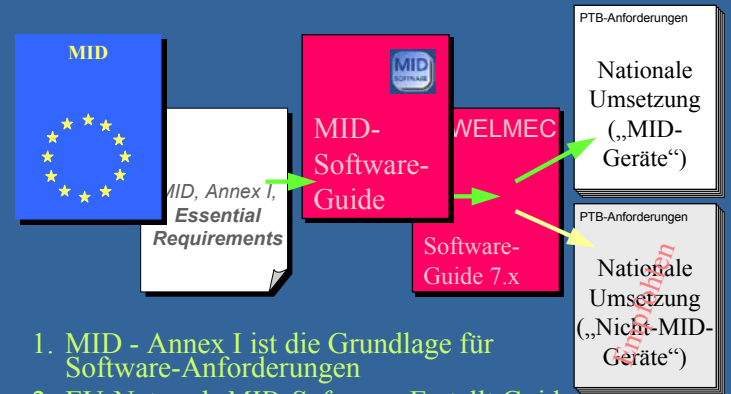 MID
MID, Annex I,
Essential
Requirements
MID
SOFTWARE
MID-
Software-
Guide
WELMEC
Software-
Guide 7.x
PTB-Anforderungen
Nationale
Umsetzung
(„MID-
Geräte“)
PTB-Anforderungen
Nationale
Umsetzung
(„Nicht-MID-
Geräte“)
Empfohlen
1. MID - Annex I ist die Grundlage für
Software-Anforderungen